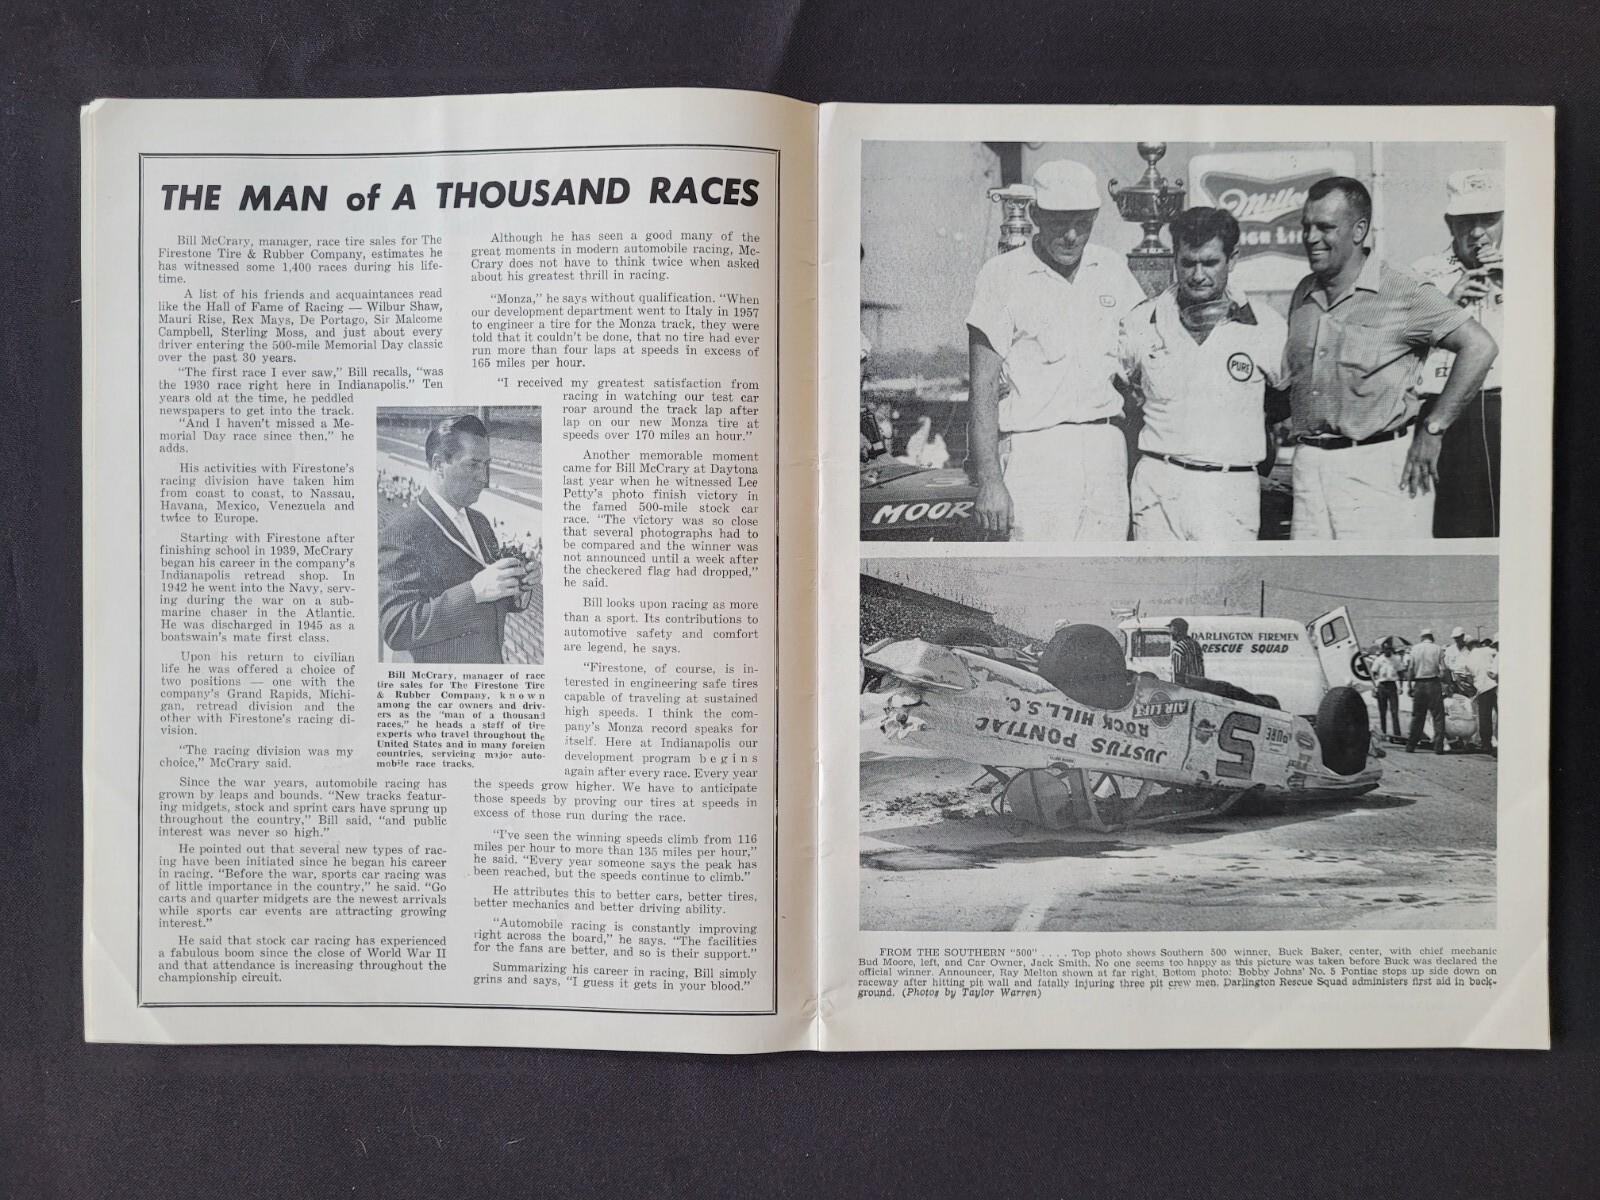 THE MAN of A THOUSAND RACES
Bill McCrary, manager, race tire sales for The
Firestone Tire & Rubber Company, estimates he
has witnessed some 1,400 races during his life-
time.
A list of his friends and acquaintances read
like the Hall of Fame of Racing — Wilbur Shaw,
Mauri Rise, Rex Mays, De Portago, Sir Malcome
Campbell, Sterling Moss, and just about every
driver entering the 500-mile Memorial Day classic
over the past 30 years.
"The first race I ever saw," Bill recalls, "was
the 1930 race right here in Indianapolis." Ten
years old at the time, he peddled
newspapers to get into the track.
"And I haven't missed a Me-
morial Day race since then," he
adds.
His activities with Firestone's
racing division have taken him
from coast to coast, to Nassau,
Havana, Mexico, Venezuela and
twice to Europe.
Starting with Firestone after
finishing school in 1939, McCrary
began his career in the company's
Indianapolis retread shop. In
1942 he went into the Navy, serv-
ing during the war on a sub-
marine chaser in the Atlantic.
He was discharged in 1945 as a
boatswain's mate first class.
Upon his return to civilian
life he was offered a choice of
two positions — one with the
company's Grand Rapids, Michi-
gan, retread division and the
other with Firestone's racing di-
vision.
"The racing division was my
choice," McCrary said.
Since the war years, automobile racing has
grown by leaps and bounds. "New tracks featur-
ing midgets, stock and sprint cars have sprung up
throughout the country," Bill said, "and public
interest was never so high."
He pointed out that several new types of rac-
ing have been initiated since he began his career
in racing. "Before the war, sports car racing was
of little importance in the country," he said. "Go
carts and quarter midgets are the newest arrivals
while sports car events are attracting growing
interest."
He said that stock car racing has experienced
a fabulous boom since the close of World War II
and that attendance is increasing throughout the
championship circuit.
Bill McCrary, manager of race
tire sales for The Firestone Tire
& Rubber Company, known
among the car owners and driv-
ers as the "man of a thousand
races," he heads a staff of tire
experts who travel throughout the
United States and in many foreign
countries, servicing major auto-
mobile race tracks.
Although he has seen a good many of the
great moments in modern automobile racing, Mc-
Crary does not have to think twice when asked
about his greatest thrill in racing.
"Monza," he says without qualification. "When
our development department went to Italy in 1957
to engineer a tire for the Monza track, they were
told that it couldn't be done, that no tire had ever
run more than four laps at speeds in excess of
165 miles per hour.
"I received my greatest satisfaction from
racing in watching our test car
roar around the track lap after
lap on our new Monza tire at
speeds over 170 miles an hour."
Another memorable moment
came for Bill McCrary at Daytona
last year when he witnessed Lee
Petty's photo finish victory in
the famed 500-mile stock car
race. "The victory was so close
that several photographs had to
be compared and the winner was
not announced until a week after
the checkered flag had dropped,"
he said.
Bill looks upon racing as more
than a sport. Its contributions to
automotive safety and comfort
are legend, he says.
"Firestone, of course, is in-
terested in engineering safe tires
capable of traveling at sustained
high speeds. I think the com-
pany's Monza record speaks for
itself. Here at Indianapolis our
development program begins
again after every race. Every year
the speeds grow higher. We have to anticipate
those speeds by proving our tires at speeds in
excess of those run during the race.
"I've seen the winning speeds climb from 116
miles per hour to more than 135 miles per hour,"
he said. "Every year someone says the peak has
been reached, but the speeds continue to climb."
He attributes this to better cars, better tires,
better mechanics and better driving ability.
"Automobile racing is constantly improving
right across the board," he says. "The facilities
for the fans are better, and so is their support."
Summarizing his career in racing, Bill simply
grins and says, "I guess it gets in your blood."
Miller
PURE
MOOR
DARLINGTON FIREMEN
RESCUE SQUAD
JUSTUS PONTIAC
ROCK HILL, S.C.
AIR LIFT
5
PURE
FROM THE SOUTHERN "500" . . . . Top photo shows Southern 500 winner, Buck Baker, center, with chief mechanic
Bud Moore, left, and Car Owner, Jack Smith. No one seems too happy as this picture was taken before Buck was declared the
official winner. Announcer, Ray Melton shown at far right. Bottom photo: Bobby Johns' No. 5 Pontiac stops up side down on
raceway after hitting pit wall and fatally injuring three pit crew men. Darlington Rescue Squad administers first aid in back-
ground. (Photos by Taylor Warren)